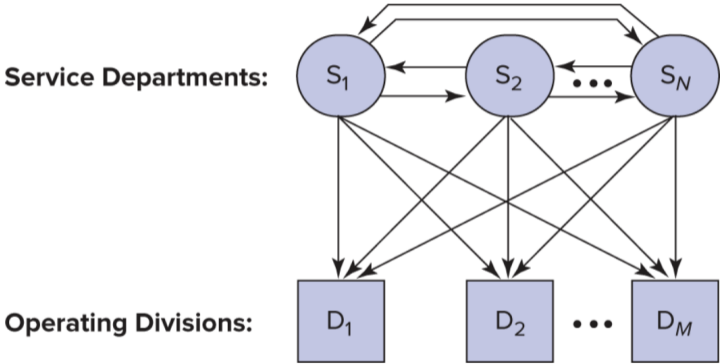 Service Departments: S1 S2 ••• SN
Operating Divisions: D1 D2 ••• DM